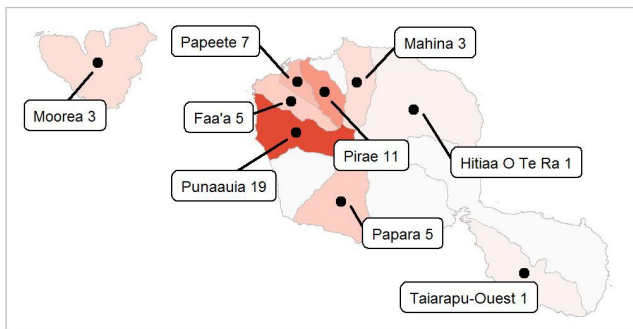 Papeete 7
Mahina 3
Moorea 3
Faa'a 5
Pirae 11
Hitiaa O Te Ra 1
Punaauia 19
Papara 5
Taiarapu-Ouest 1